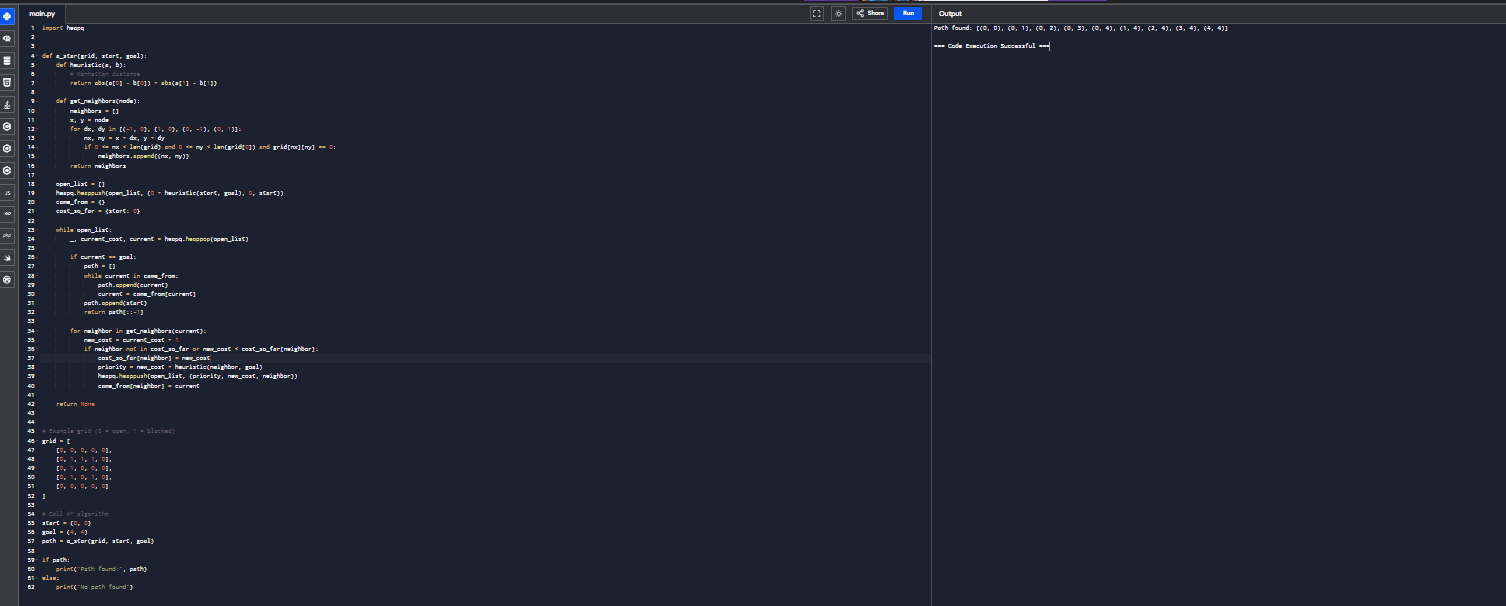 main.py
Share
Run
Output
1 import heapq
2
3
4 def a_star(grid, start, goal):
5 def heuristic(a, b):
6 # Manhattan distance
7 return abs(a[0] - b[0]) + abs(a[1] - b[1])
8
9 def get_neighbors(node):
10 neighbors = []
11 x, y = node
12 for dx, dy in [(-1, 0), (1, 0), (0, -1), (0, 1)]:
13 nx, ny = x + dx, y + dy
14 if 0 <= nx < len(grid) and 0 <= ny < len(grid[0]) and grid[nx][ny] == 0:
15 neighbors.append((nx, ny))
16 return neighbors
17
18 open_list = []
19 heapq.heappush(open_list, (0 + heuristic(start, goal), 0, start))
20 came_from = {}
21 cost_so_far = {start: 0}
22
23 while open_list:
24 _, current_cost, current = heapq.heappop(open_list)
25
26 if current == goal:
27 path = []
28 while current in came_from:
29 path.append(current)
30 current = came_from[current]
31 path.append(start)
32 return path[::-1]
33
34 for neighbor in get_neighbors(current):
35 new_cost = current_cost + 1
36 if neighbor not in cost_so_far or new_cost < cost_so_far[neighbor]:
37 cost_so_far[neighbor] = new_cost
38 priority = new_cost + heuristic(neighbor, goal)
39 heapq.heappush(open_list, (priority, new_cost, neighbor))
40 came_from[neighbor] = current
41
42 return None
43
44
45 # Example grid (0 = open, 1 = blocked)
46 grid = [
47 [0, 0, 0, 0, 0],
48 [0, 1, 1, 1, 0],
49 [0, 1, 0, 0, 0],
50 [0, 1, 0, 1, 0],
51 [0, 0, 0, 0, 0]
52 ]
53
54 # Call A* algorithm
55 start = (0, 0)
56 goal = (4, 4)
57 path = a_star(grid, start, goal)
58
59 if path:
60 print("Path found:", path)
61 else:
62 print("No path found")
Path found: [(0, 0), (0, 1), (0, 2), (0, 3), (0, 4), (1, 4), (2, 4), (3, 4), (4, 4)]
=== Code Execution Successful ===
JS
php